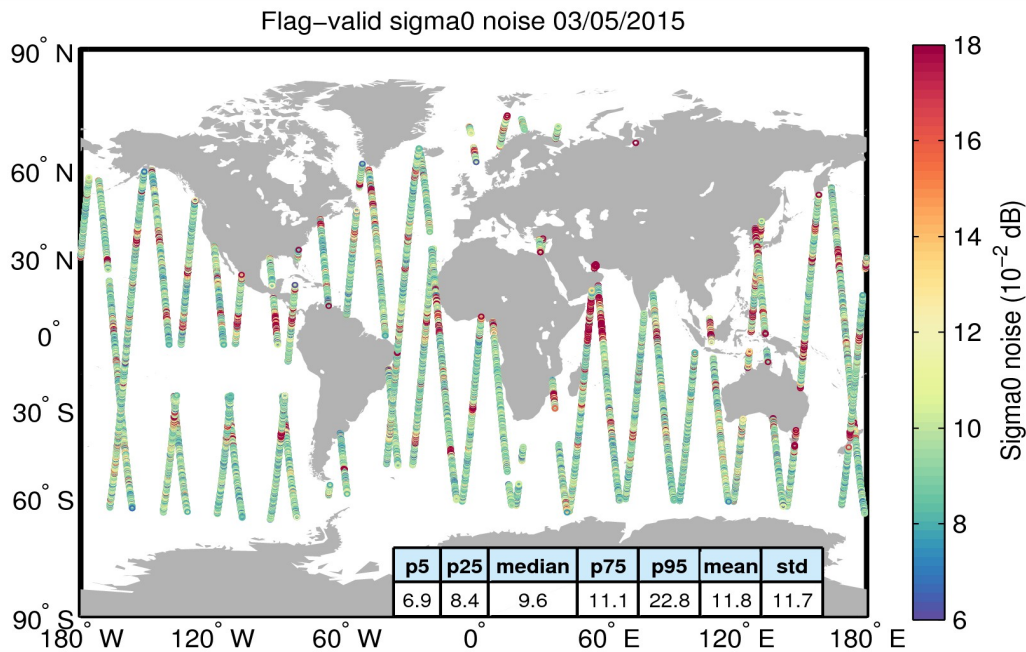 Flag−valid sigma0 noise 03/05/2015
90° N
60° N
30° N
0°
30° S
60° S
90° S
180° W
120° W
60° W
0°
60° E
120° E
180° E
p5 p25 median p75 p95 mean std
6.9 8.4 9.6 11.1 22.8 11.8 11.7
18
16
14
12
10
8
6
Sigma0 noise (10⁻² dB)